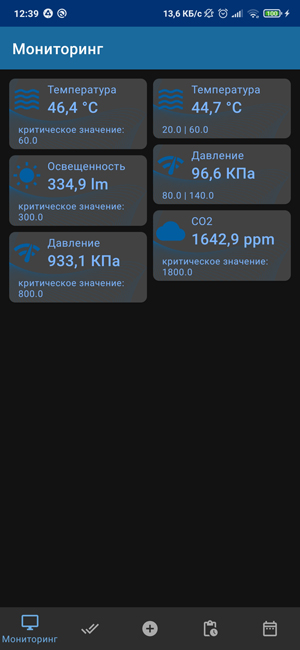 12:39 13,6 КБ/с 100
Мониторинг
Температура
46,4 °C
критическое значение:
60.0
Освещенность
334,9 lm
критическое значение:
300.0
Давление
933,1 КПа
критическое значение:
800.0
Температура
44,7 °C
20.0 | 60.0
Давление
96,6 КПа
80.0 | 140.0
CO2
1642,9 ppm
критическое значение:
1800.0
Мониторинг